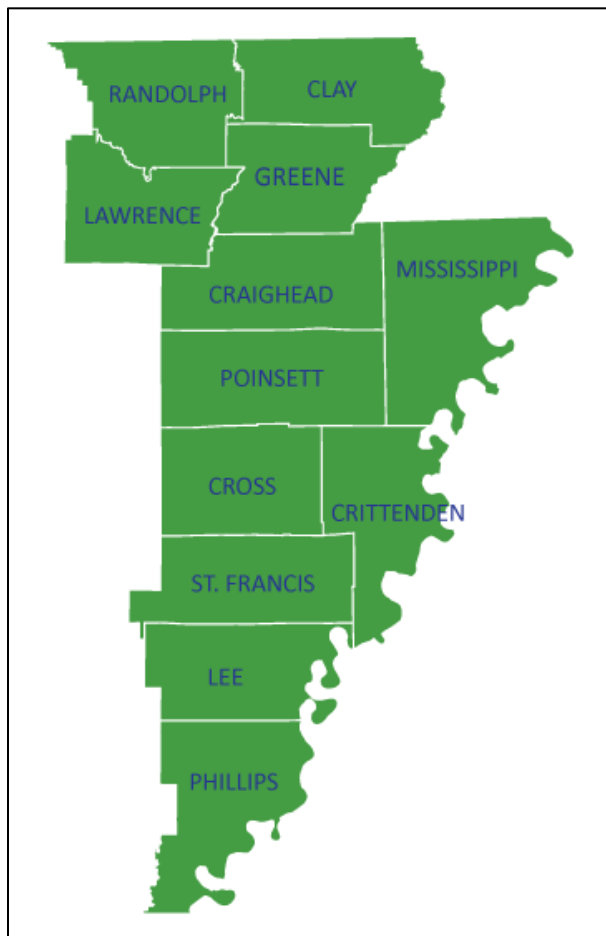 RANDOLPH
CLAY
GREENE
LAWRENCE
MISSISSIPPI
CRAIGHEAD
POINSETT
CROSS
CRITTENDEN
ST. FRANCIS
LEE
PHILLIPS